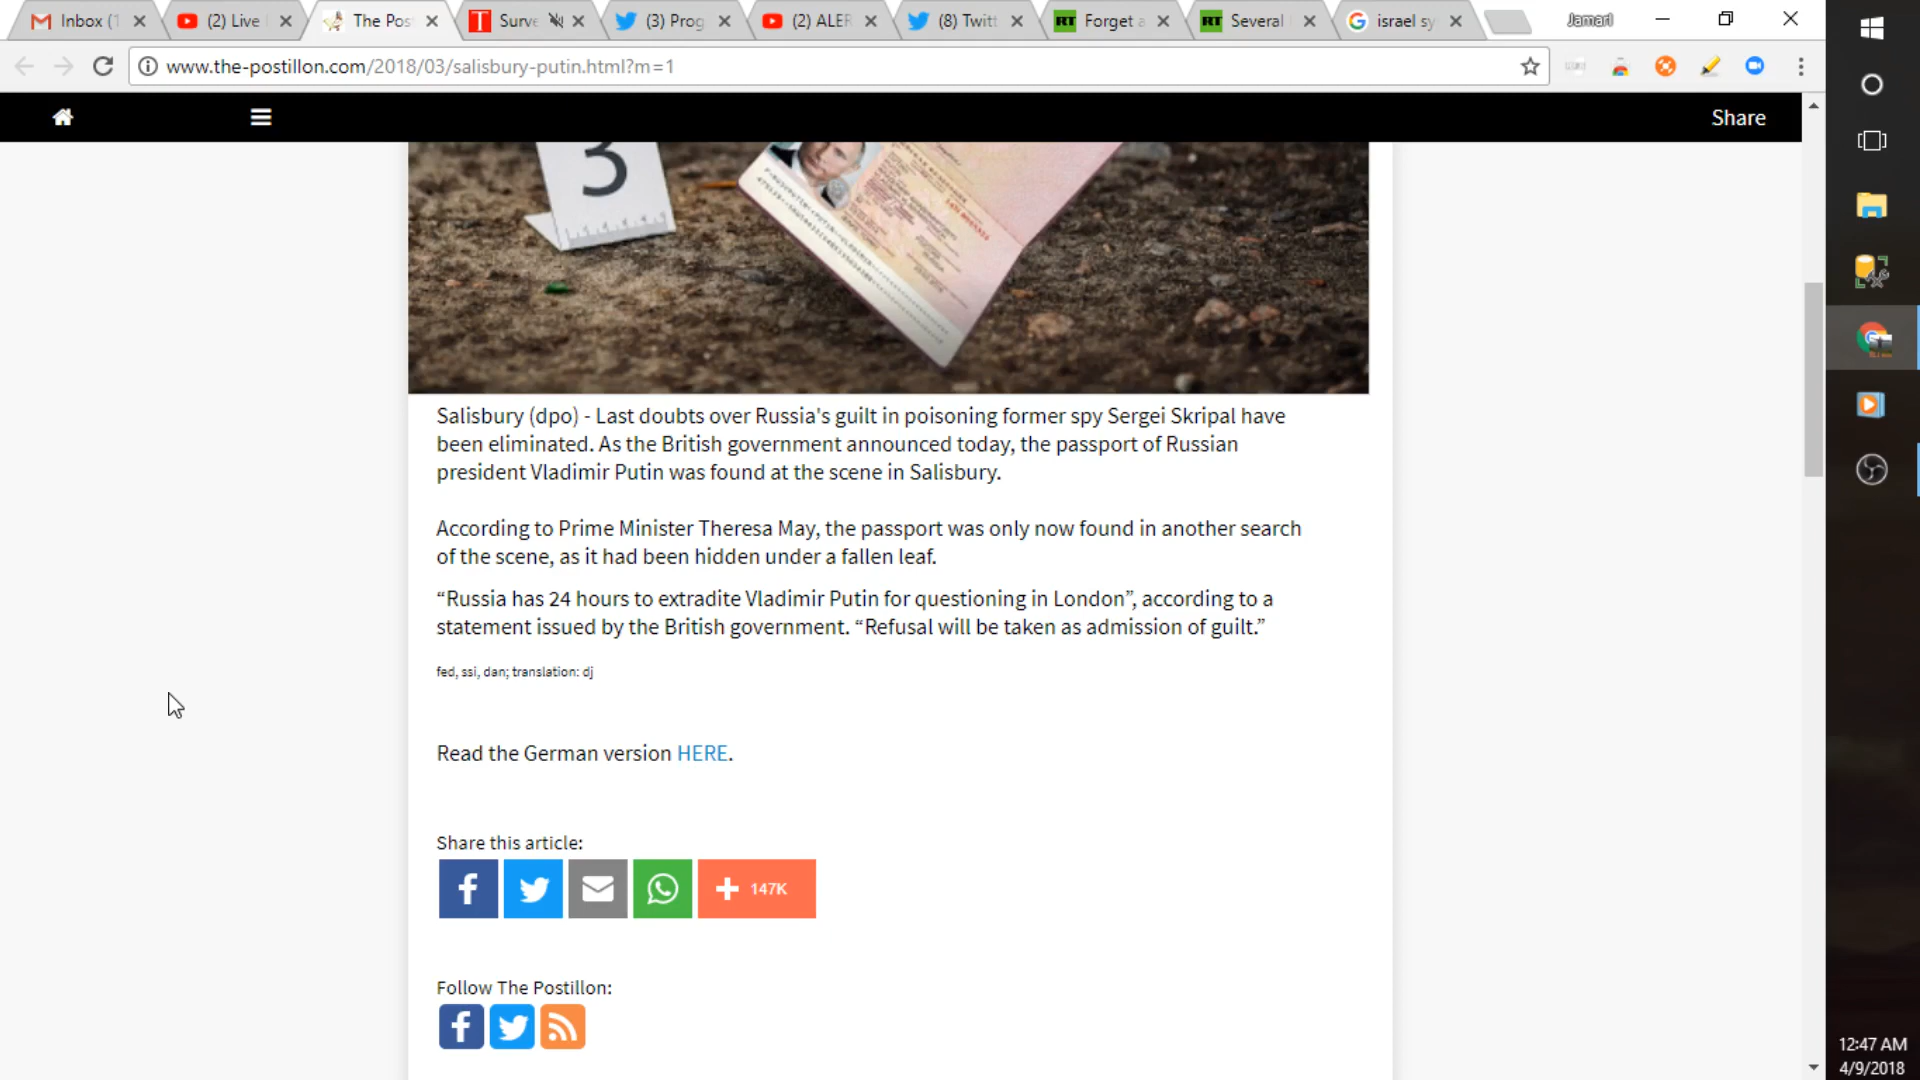 Inbox (1
(2) Live
The Pos
Surve
(3) Prog
(2) ALER
(8) Twitt
Forget a
Several
israel sy
Jamarl
www.the-postillon.com/2018/03/salisbury-putin.html?m=1
Share
3
Salisbury (dpo) - Last doubts over Russia's guilt in poisoning former spy Sergei Skripal have
been eliminated. As the British government announced today, the passport of Russian
president Vladimir Putin was found at the scene in Salisbury.
According to Prime Minister Theresa May, the passport was only now found in another search
of the scene, as it had been hidden under a fallen leaf.
“Russia has 24 hours to extradite Vladimir Putin for questioning in London”, according to a
statement issued by the British government. “Refusal will be taken as admission of guilt.”
fed, ssi, dan; translation: dj
Read the German version HERE.
Share this article:
147K
Follow The Postillon:
12:47 AM
4/9/2018